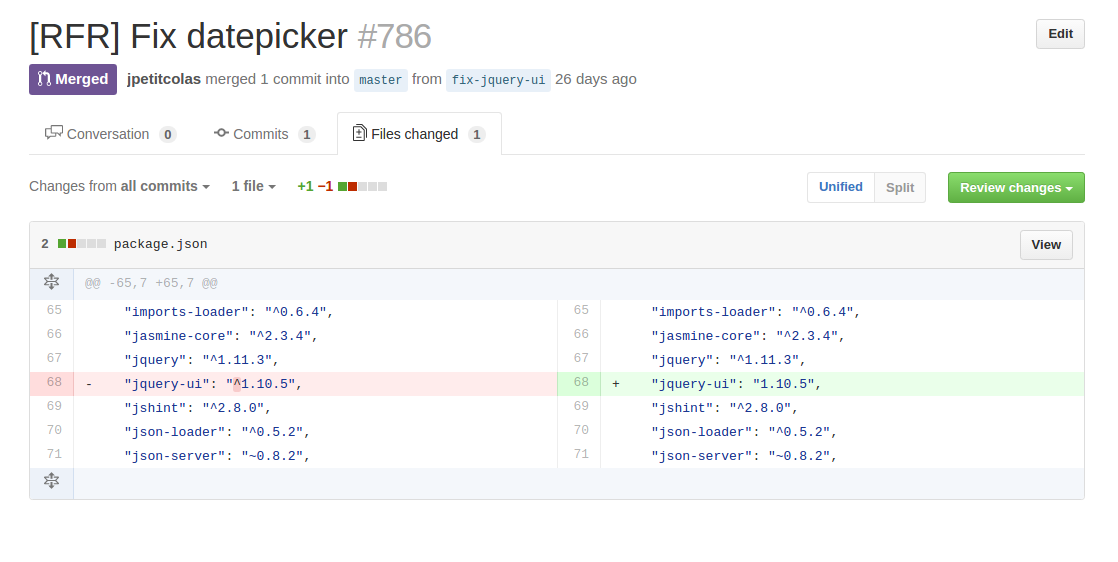 [RFR] Fix datepicker #786
Edit
Merged jpetitcolas merged 1 commit into master from fix-jquery-ui 26 days ago
Conversation 0 Commits 1 Files changed 1
Changes from all commits 1 file +1 −1 Unified Split Review changes
2 package.json View
@@ -65,7 +65,7 @@
65 "imports-loader": "^0.6.4", 65 "imports-loader": "^0.6.4",
66 "jasmine-core": "^2.3.4", 66 "jasmine-core": "^2.3.4",
67 "jquery": "^1.11.3", 67 "jquery": "^1.11.3",
68 - "jquery-ui": "^1.10.5", 68 + "jquery-ui": "1.10.5",
69 "jshint": "^2.8.0", 69 "jshint": "^2.8.0",
70 "json-loader": "^0.5.2", 70 "json-loader": "^0.5.2",
71 "json-server": "~0.8.2", 71 "json-server": "~0.8.2",